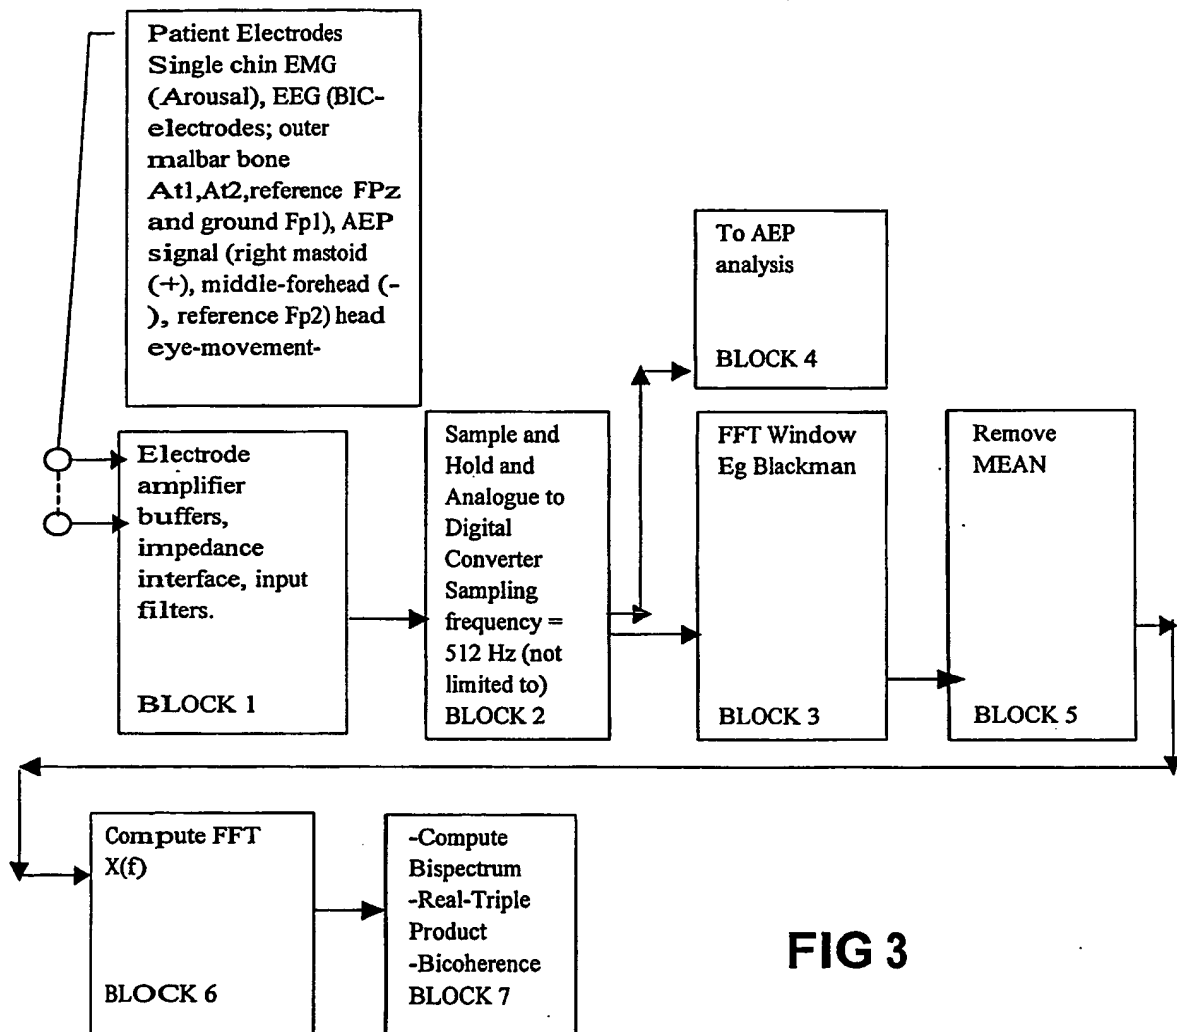 Patient Electrodes
Single chin EMG
(Arousal), EEG (BIC-
electrodes; outer
malbar bone
At1,At2,reference FPz
and ground Fp1), AEP
signal (right mastoid
(+), middle-forehead (-
), reference Fp2) head
eye-movement-
To AEP
analysis
BLOCK 4
Electrode
amplifier
buffers,
impedance
interface, input
filters.
BLOCK 1
Sample and
Hold and
Analogue to
Digital
Converter
Sampling
frequency =
512 Hz (not
limited to)
BLOCK 2
FFT Window
Eg Blackman
BLOCK 3
Remove
MEAN
BLOCK 5
Compute FFT
X(f)
BLOCK 6
-Compute
Bispectrum
-Real-Triple
Product
-Bicoherence
BLOCK 7
FIG 3